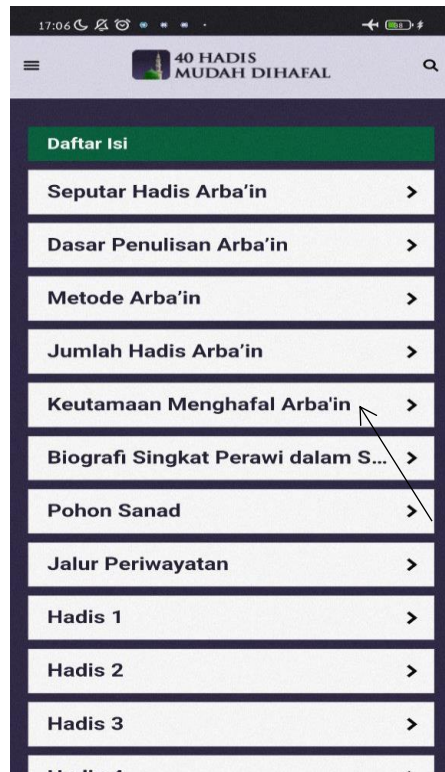 17:06
40 HADIS
MUDAH DIHAFAL
Daftar Isi
Seputar Hadis Arba’in
Dasar Penulisan Arba’in
Metode Arba’in
Jumlah Hadis Arba’in
Keutamaan Menghafal Arba'in
Biografi Singkat Perawi dalam S...
Pohon Sanad
Jalur Periwayatan
Hadis 1
Hadis 2
Hadis 3